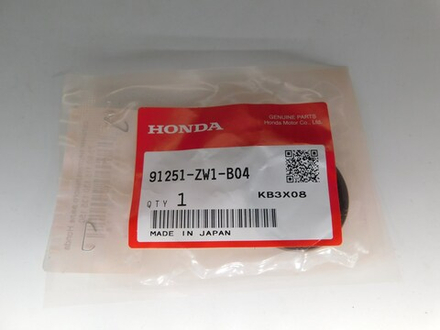 GENUINE PARTS
Honda Motor Co., Ltd.
HONDA
91251-ZW1-B04
QTY 1
KB3X08
MADE IN JAPAN